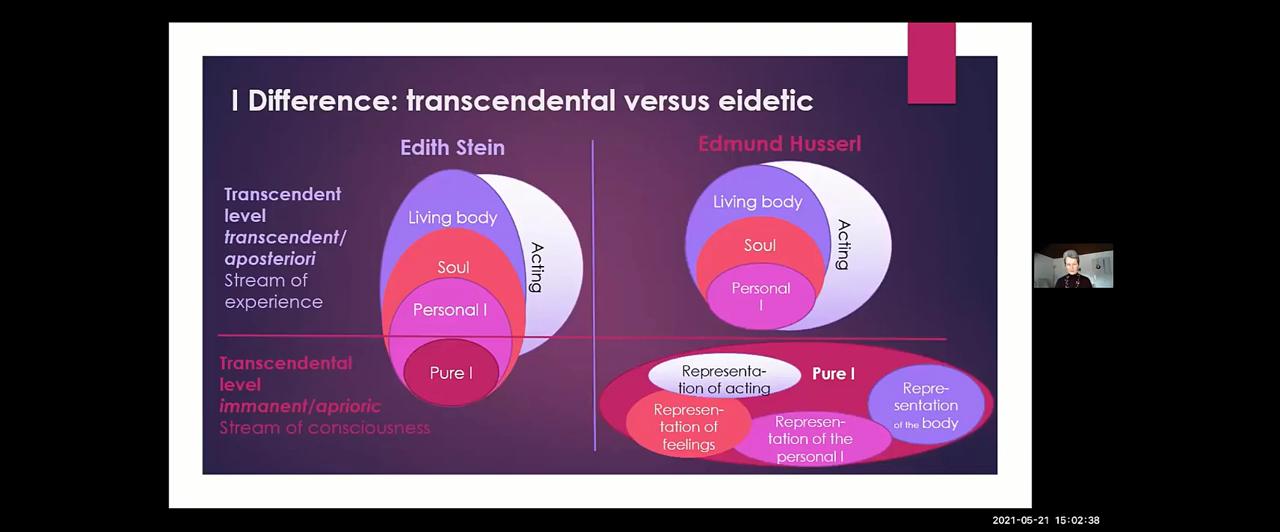 I Difference: transcendental versus eidetic
Edith Stein
Edmund Husserl
Transcendent
level
transcendent/
aposteriori
Stream of
experience
Living body
Soul
Personal I
Pure I
Acting
Living body
Soul
Personal
I
Acting
Transcendental
level
immanent/aprioric
Stream of consciousness
Representa-
tion of acting
Pure I
Represen-
tation of
feelings
Represen-
tation of the
personal I
Repre-
sentation
of the body
2021-05-21 15:02:38